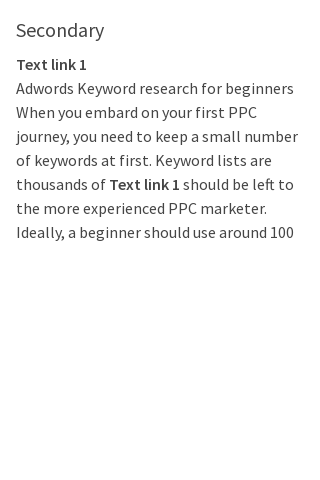 Secondary
Text link 1
Adwords Keyword research for beginners
When you embard on your first PPC
journey, you need to keep a small number
of keywords at first. Keyword lists are
thousands of Text link 1 should be left to
the more experienced PPC marketer.
Ideally, a beginner should use around 100